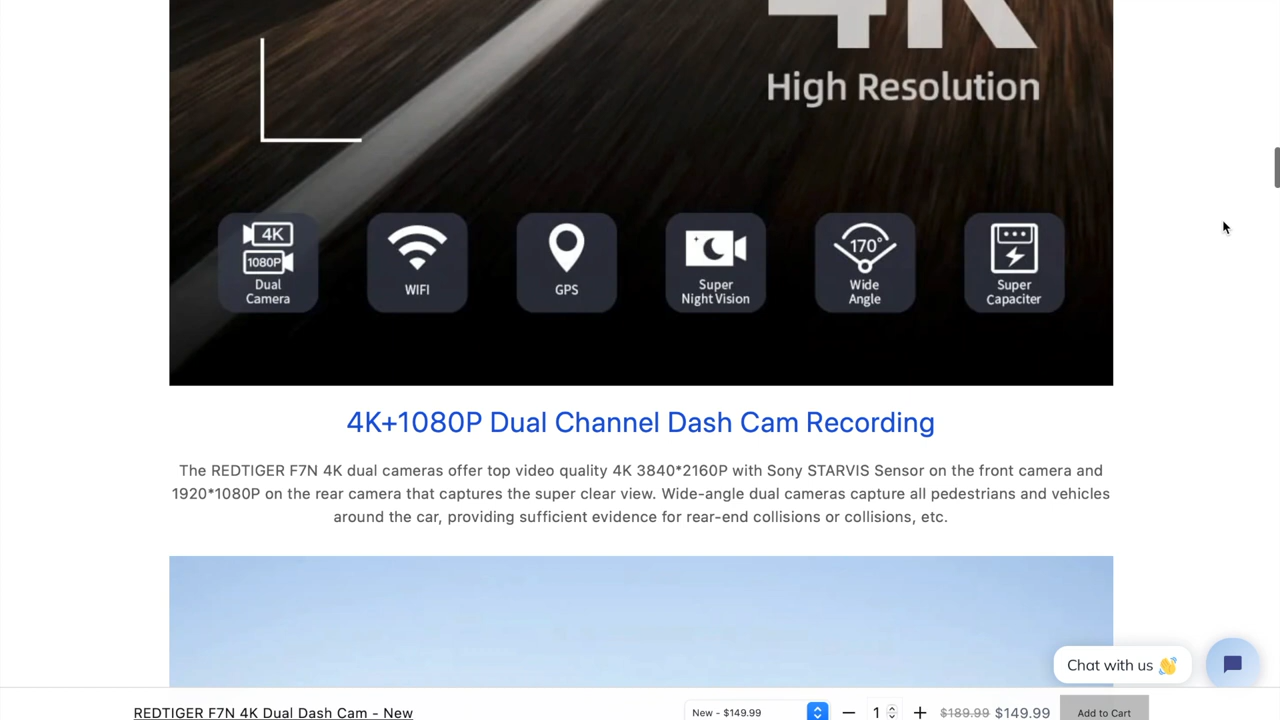 4K
High Resolution
4K
1080P
Dual
Camera
WIFI
GPS
Super
Night Vision
170°
Wide
Angle
Super
Capaciter
4K+1080P Dual Channel Dash Cam Recording
The REDTIGER F7N 4K dual cameras offer top video quality 4K 3840*2160P with Sony STARVIS Sensor on the front camera and
1920*1080P on the rear camera that captures the super clear view. Wide-angle dual cameras capture all pedestrians and vehicles
around the car, providing sufficient evidence for rear-end collisions or collisions, etc.
Chat with us 👋
REDTIGER F7N 4K Dual Dash Cam - New
New - $149.99
1
$189.99 $149.99
Add to Cart